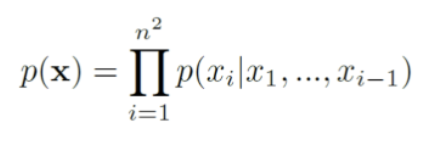 p(x) = ∏_{i=1}^{n^2} p(x_i|x_1, ..., x_{i-1})